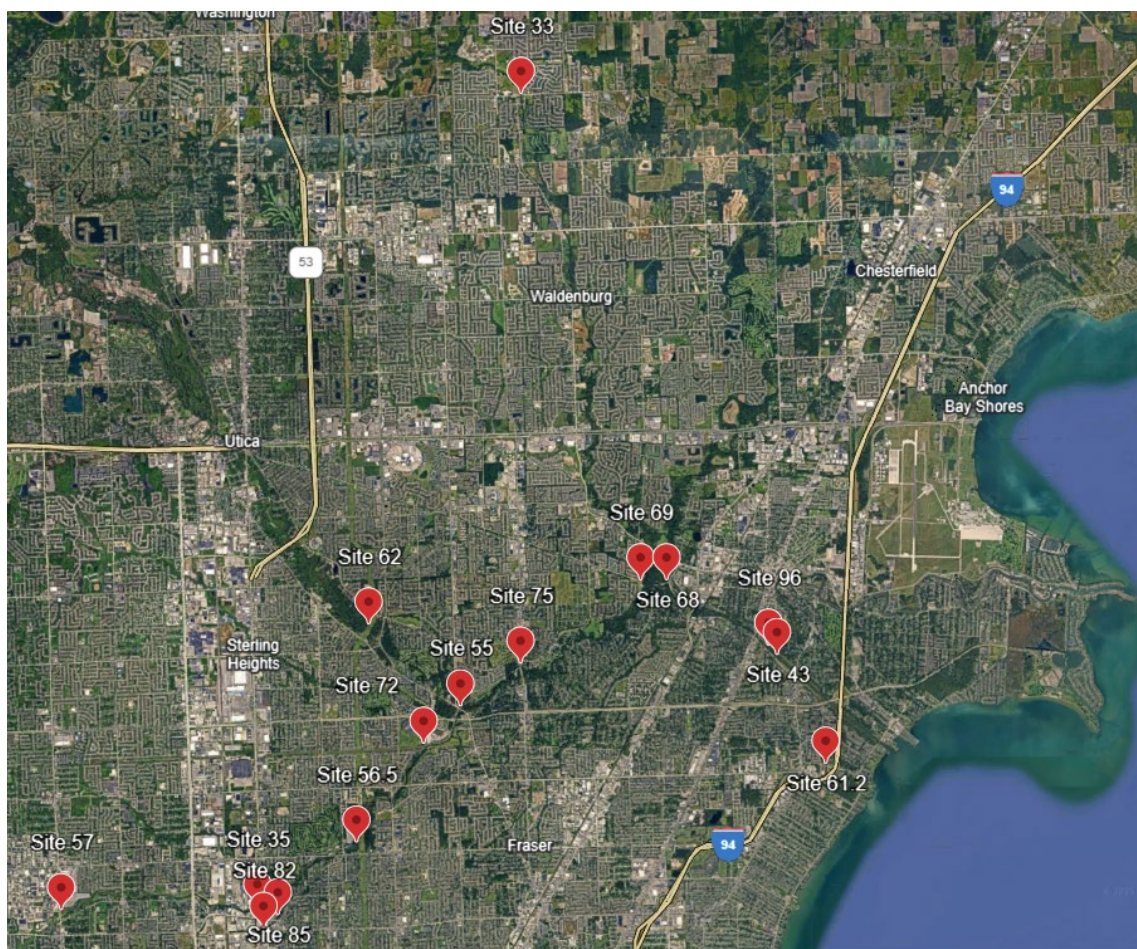 Washington
Site 33
94
53
Chesterfield
Waldenburg
Anchor
Bay Shores
Utica
Site 69
Site 62
Site 96
Site 75
Site 68
Sterling
Heights
Site 55
Site 43
Site 72
Site 61.2
Site 56.5
Site 57
Site 35
Fraser
94
Site 82
Site 85